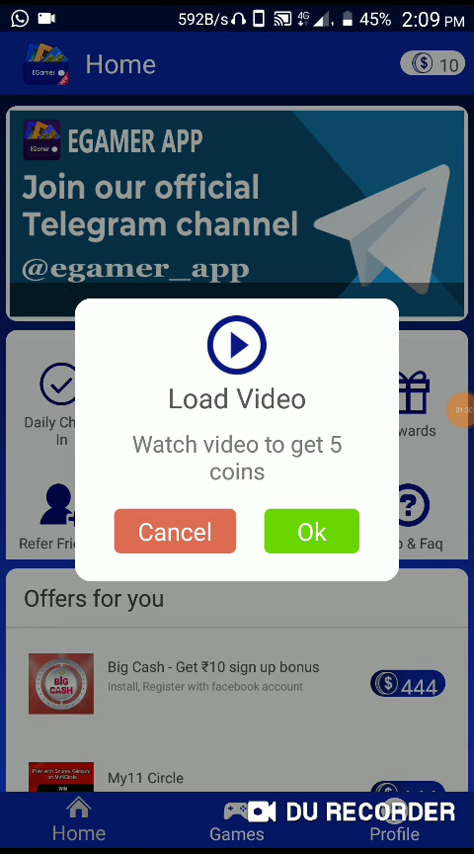 592B/s 4G 45% 2:09 PM
EGamer
Home
10
EGamer
EGAMER APP
Join our official
Telegram channel
@egamer_app
Load Video
Watch video to get 5
coins
Cancel
Ok
Daily Ch
In
wards
Refer Frie
& Faq
Offers for you
BIG
CASH
Big Cash - Get ₹10 sign up bonus
Install, Register with facebook account
444
My11 Circle
WIN
DU RECORDER
Home
Games
Profile